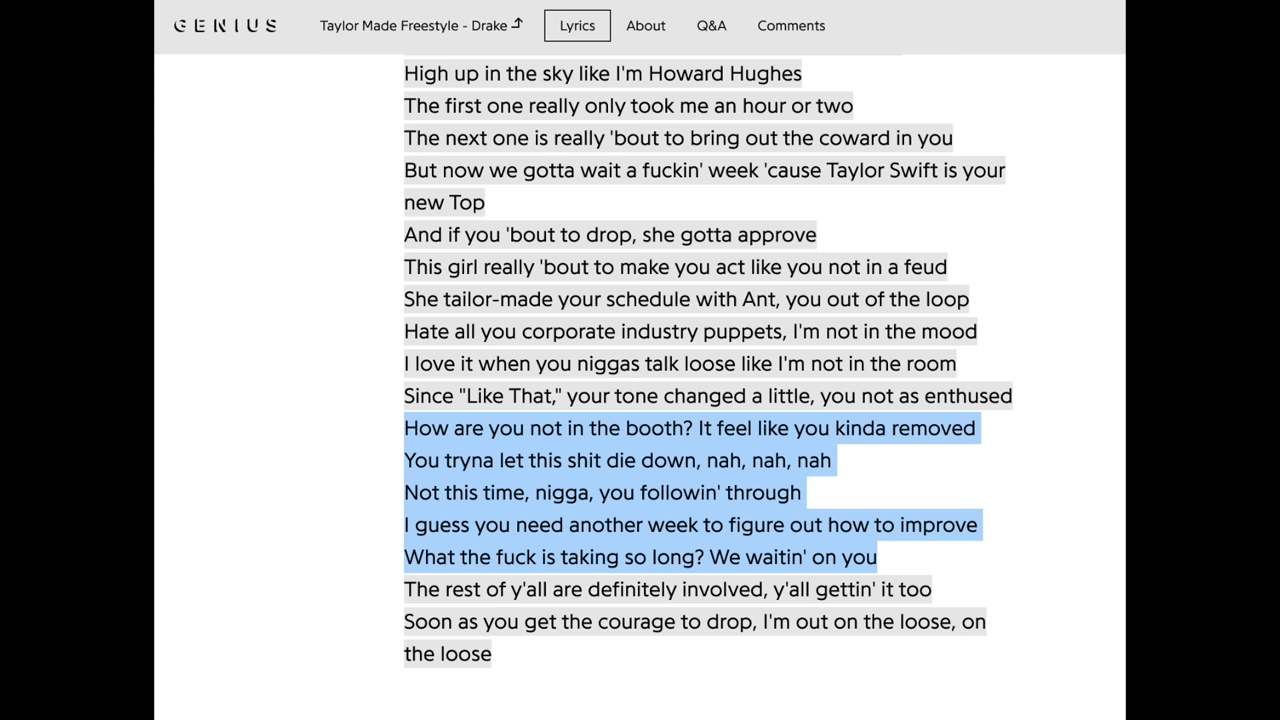 GENIUS
Taylor Made Freestyle - Drake
Lyrics
About
Q&A
Comments
High up in the sky like I'm Howard Hughes
The first one really only took me an hour or two
The next one is really 'bout to bring out the coward in you
But now we gotta wait a fuckin' week 'cause Taylor Swift is your
new Top
And if you 'bout to drop, she gotta approve
This girl really 'bout to make you act like you not in a feud
She tailor-made your schedule with Ant, you out of the loop
Hate all you corporate industry puppets, I'm not in the mood
I love it when you niggas talk loose like I'm not in the room
Since "Like That," your tone changed a little, you not as enthused
How are you not in the booth? It feel like you kinda removed
You tryna let this shit die down, nah, nah, nah
Not this time, nigga, you followin' through
I guess you need another week to figure out how to improve
What the fuck is taking so long? We waitin' on you
The rest of y'all are definitely involved, y'all gettin' it too
Soon as you get the courage to drop, I'm out on the loose, on
the loose